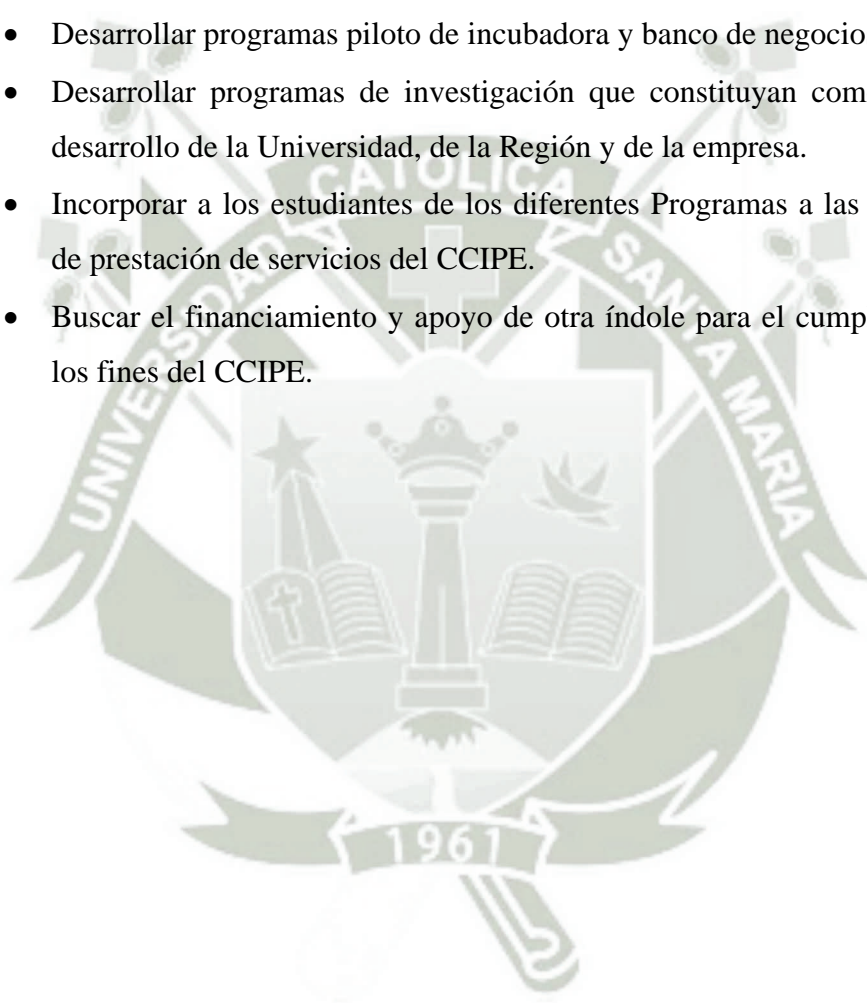 • Desarrollar programas piloto de incubadora y banco de negocio
• Desarrollar programas de investigación que constituyan com
desarrollo de la Universidad, de la Región y de la empresa.
• Incorporar a los estudiantes de los diferentes Programas a las
de prestación de servicios del CCIPE.
• Buscar el financiamiento y apoyo de otra índole para el cump
los fines del CCIPE.
UNIVERSIDAD CATOLICA SANTA MARIA
1961